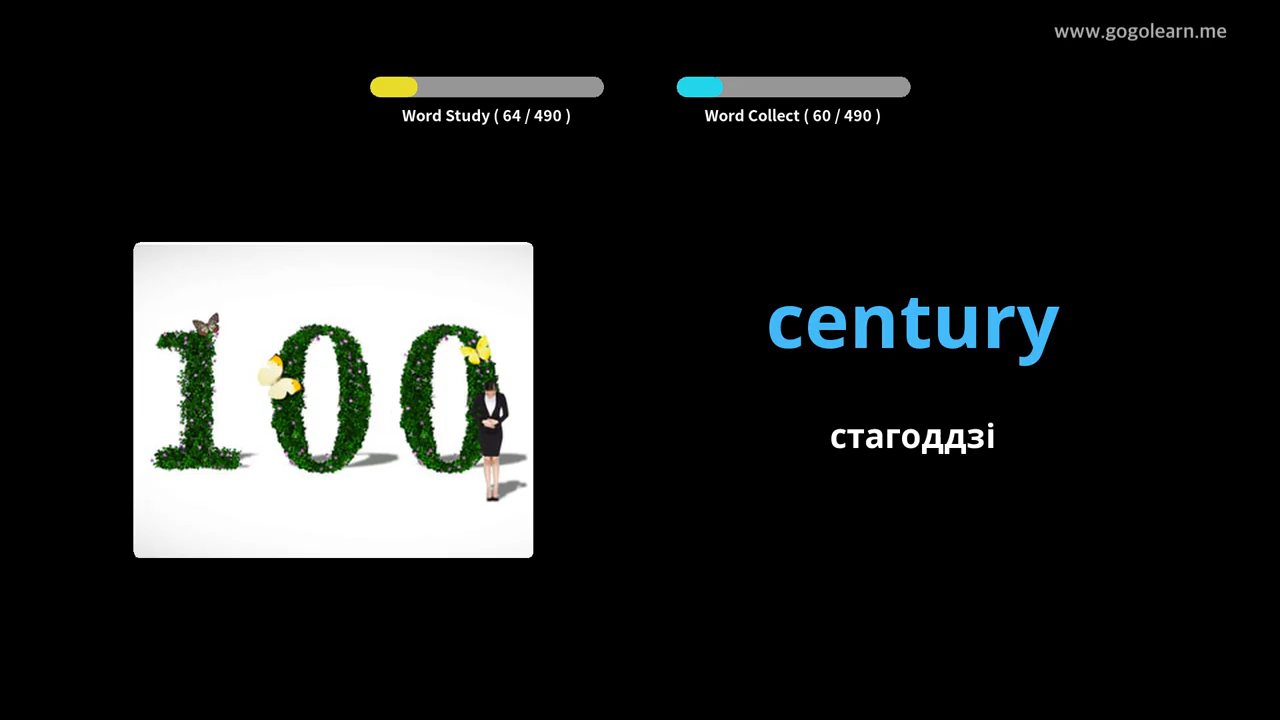 www.gogolearn.me
Word Study ( 64 / 490 )
Word Collect ( 60 / 490 )
100
century
стагоддзі